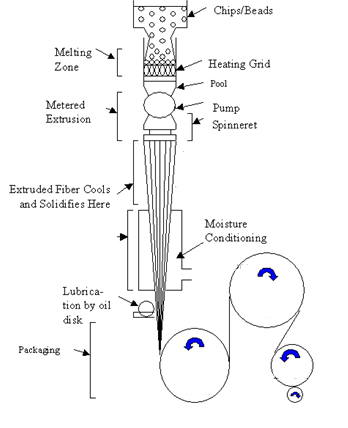 Chips/Beads
Melting
Zone
Heating Grid
Pool
Metered
Extrusion
Pump
Spinneret
Extruded Fiber Cools
and Solidifies Here
Moisture
Conditioning
Lubrica-
tion by oil
disk
Packaging